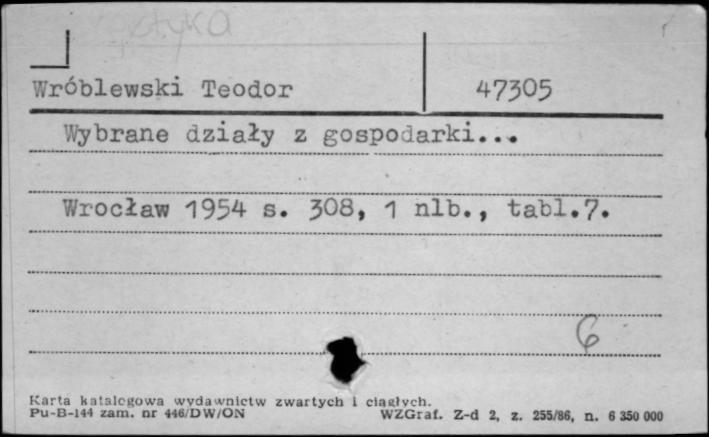 Wróblewski Teodor 47305
Wybrane działy z gospodarki...
Wrocław 1954 s. 308, 1 nlb., tabl.7.
6
Karta katalogowa wydawnictw zwartych i ciągłych.
Pu-B-144 zam. nr 446/DW/ON WZGraf. Z-d 2, z. 255/86, n. 6 350 000